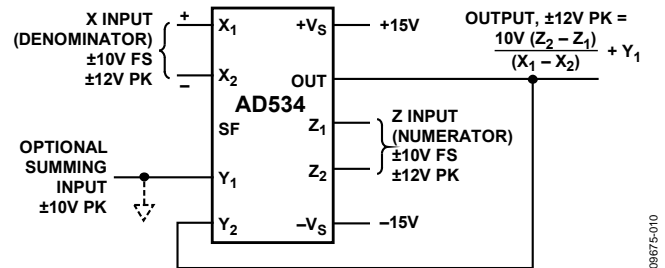 X INPUT
(DENOMINATOR)
±10V FS
±12V PK
+
–
X1
X2
SF
Y1
Y2
AD534
+VS
OUT
Z1
Z2
–VS
+15V
–15V
OPTIONAL
SUMMING
INPUT
±10V PK
Z INPUT
(NUMERATOR)
±10V FS
±12V PK
OUTPUT, ±12V PK =
10V (Z2 – Z1)
(X1 – X2)
+ Y1
09675-010